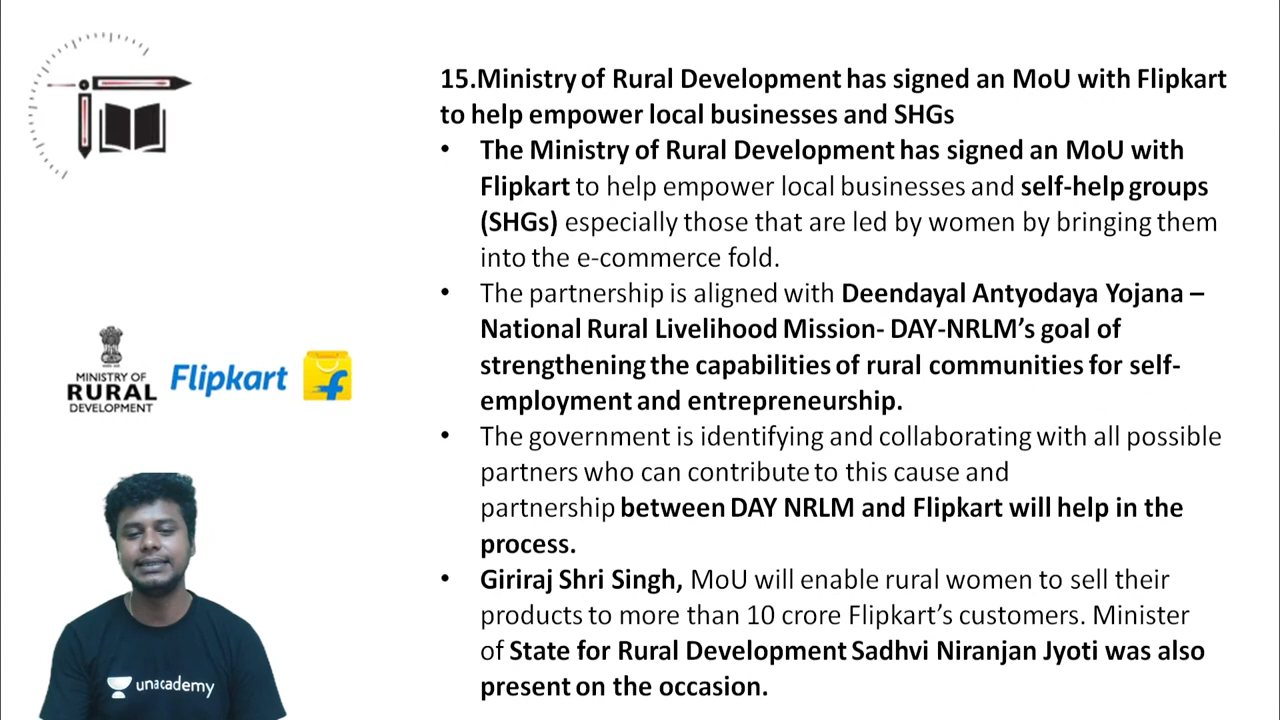 15.Ministry of Rural Development has signed an MoU with Flipkart
to help empower local businesses and SHGs
• The Ministry of Rural Development has signed an MoU with
Flipkart to help empower local businesses and self-help groups
(SHGs) especially those that are led by women by bringing them
into the e-commerce fold.
• The partnership is aligned with Deendayal Antyodaya Yojana –
National Rural Livelihood Mission- DAY-NRLM’s goal of
strengthening the capabilities of rural communities for self-
employment and entrepreneurship.
• The government is identifying and collaborating with all possible
partners who can contribute to this cause and
partnership between DAY NRLM and Flipkart will help in the
process.
• Giriraj Shri Singh, MoU will enable rural women to sell their
products to more than 10 crore Flipkart’s customers. Minister
of State for Rural Development Sadhvi Niranjan Jyoti was also
present on the occasion.
MINISTRY OF
RURAL
DEVELOPMENT
Flipkart
unacademy